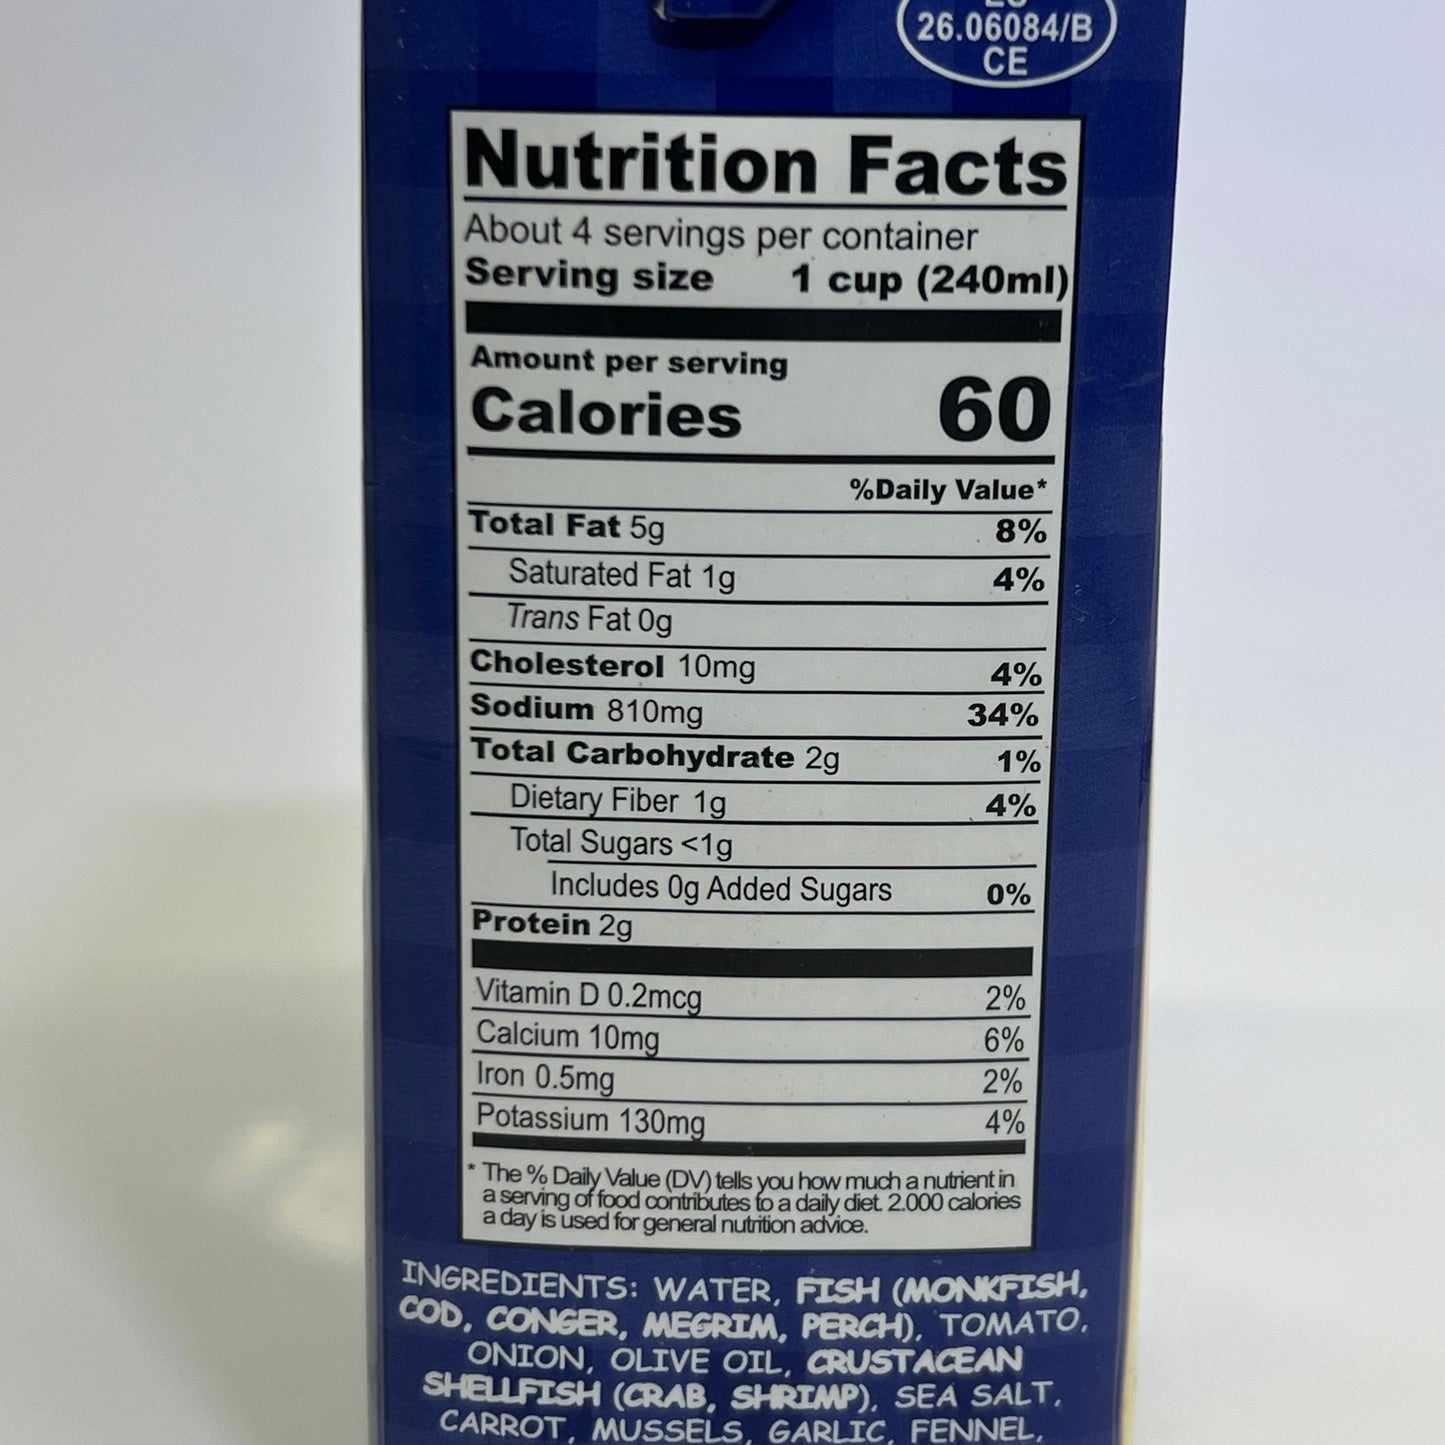 26.06084/B
CE
Nutrition Facts
About 4 servings per container
Serving size 1 cup (240ml)
Amount per serving
Calories 60
%Daily Value*
Total Fat 5g 8%
Saturated Fat 1g 4%
Trans Fat 0g
Cholesterol 10mg 4%
Sodium 810mg 34%
Total Carbohydrate 2g 1%
Dietary Fiber 1g 4%
Total Sugars <1g
Includes 0g Added Sugars 0%
Protein 2g
Vitamin D 0.2mcg 2%
Calcium 10mg 6%
Iron 0.5mg 2%
Potassium 130mg 4%
* The % Daily Value (DV) tells you how much a nutrient in
a serving of food contributes to a daily diet. 2.000 calories
a day is used for general nutrition advice.
INGREDIENTS: WATER, FISH (MONKFISH,
COD, CONGER, MEGRIM, PERCH), TOMATO,
ONION, OLIVE OIL, CRUSTACEAN
SHELLFISH (CRAB, SHRIMP), SEA SALT,
CARROT, MUSSELS, GARLIC, FENNEL,